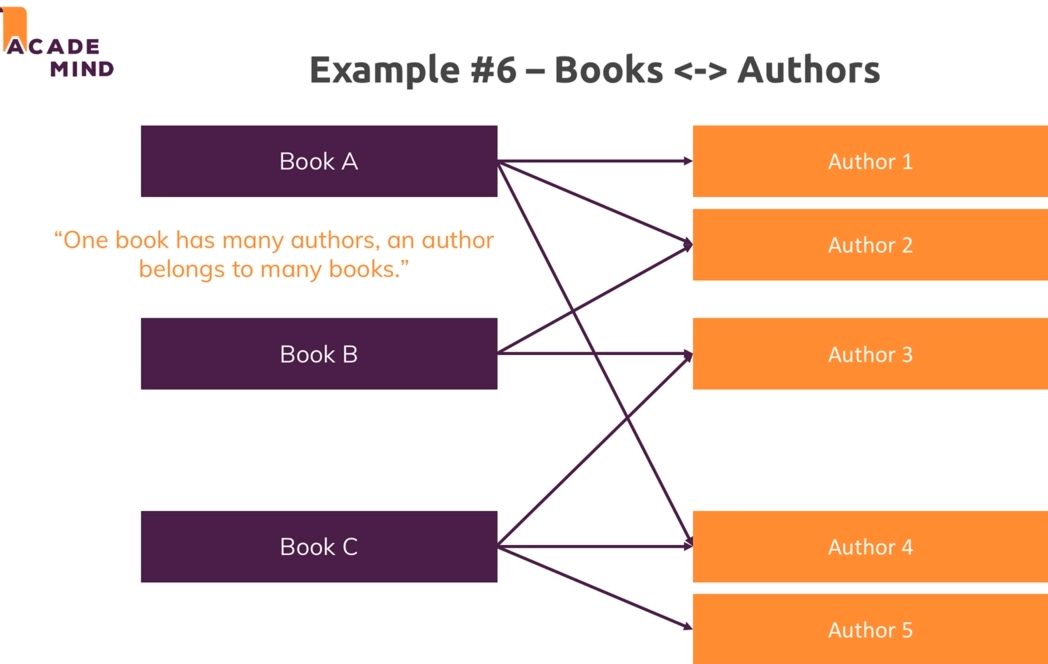 ACADE
MIND
Example #6 – Books <-> Authors
Book A
Author 1
Author 2
“One book has many authors, an author
belongs to many books.”
Book B
Author 3
Book C
Author 4
Author 5